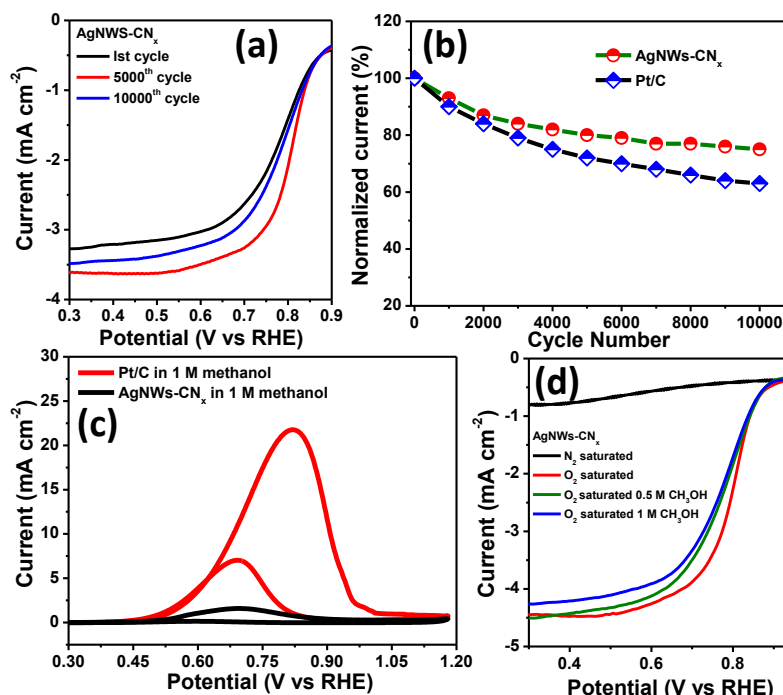 (a)
AgNWS-CNx
Ist cycle
5000th cycle
10000th cycle
0
-1
-2
-3
-4
0.3 0.4 0.5 0.6 0.7 0.8 0.9
Current (mA cm-2)
Potential (V vs RHE)
(b)
AgNWs-CNx
Pt/C
120
100
80
60
40
20
0 2000 4000 6000 8000 10000
Normalized current (%)
Cycle Number
(c)
Pt/C in 1 M methanol
AgNWs-CNx in 1 M methanol
30
25
20
15
10
5
0
0.30 0.45 0.60 0.75 0.90 1.05 1.20
Current (mA cm-2)
Potential (V vs RHE)
(d)
AgNWs-CNx
N2 saturated
O2 saturated
O2 saturated 0.5 M CH3OH
O2 saturated 1 M CH3OH
0
-1
-2
-3
-4
-5
0.4 0.6 0.8
Current (mA cm-2)
Potential (V vs RHE)